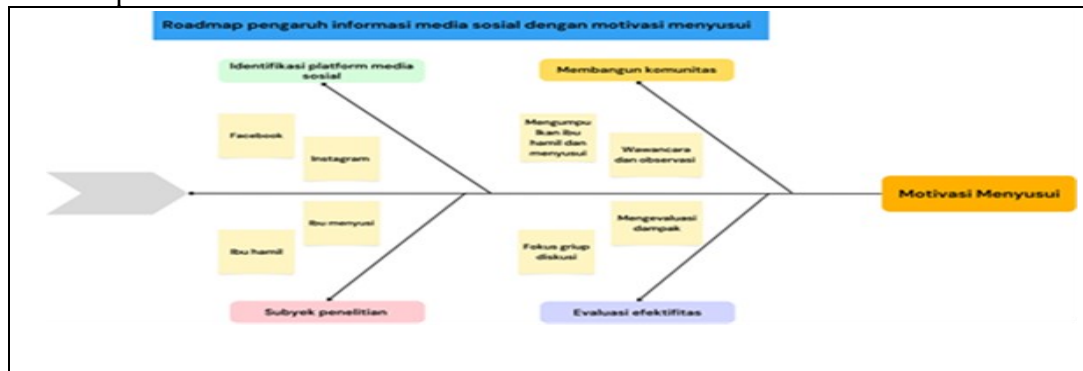 Roadmap pengaruh informasi media sosial dengan motivasi menyusui
Identifikasi platform media
sosial
Membangun komunitas
Facebook
Instagram
Mengumpu
lkan ibu
hamil dan
menyusui
Wawancara
dan observasi
Motivasi Menyusui
Ibu hamil
Ibu menyusi
Fokus griup
diskusi
Mengevaluasi
dampak
Subyek penelitian
Evaluasi efektifitas